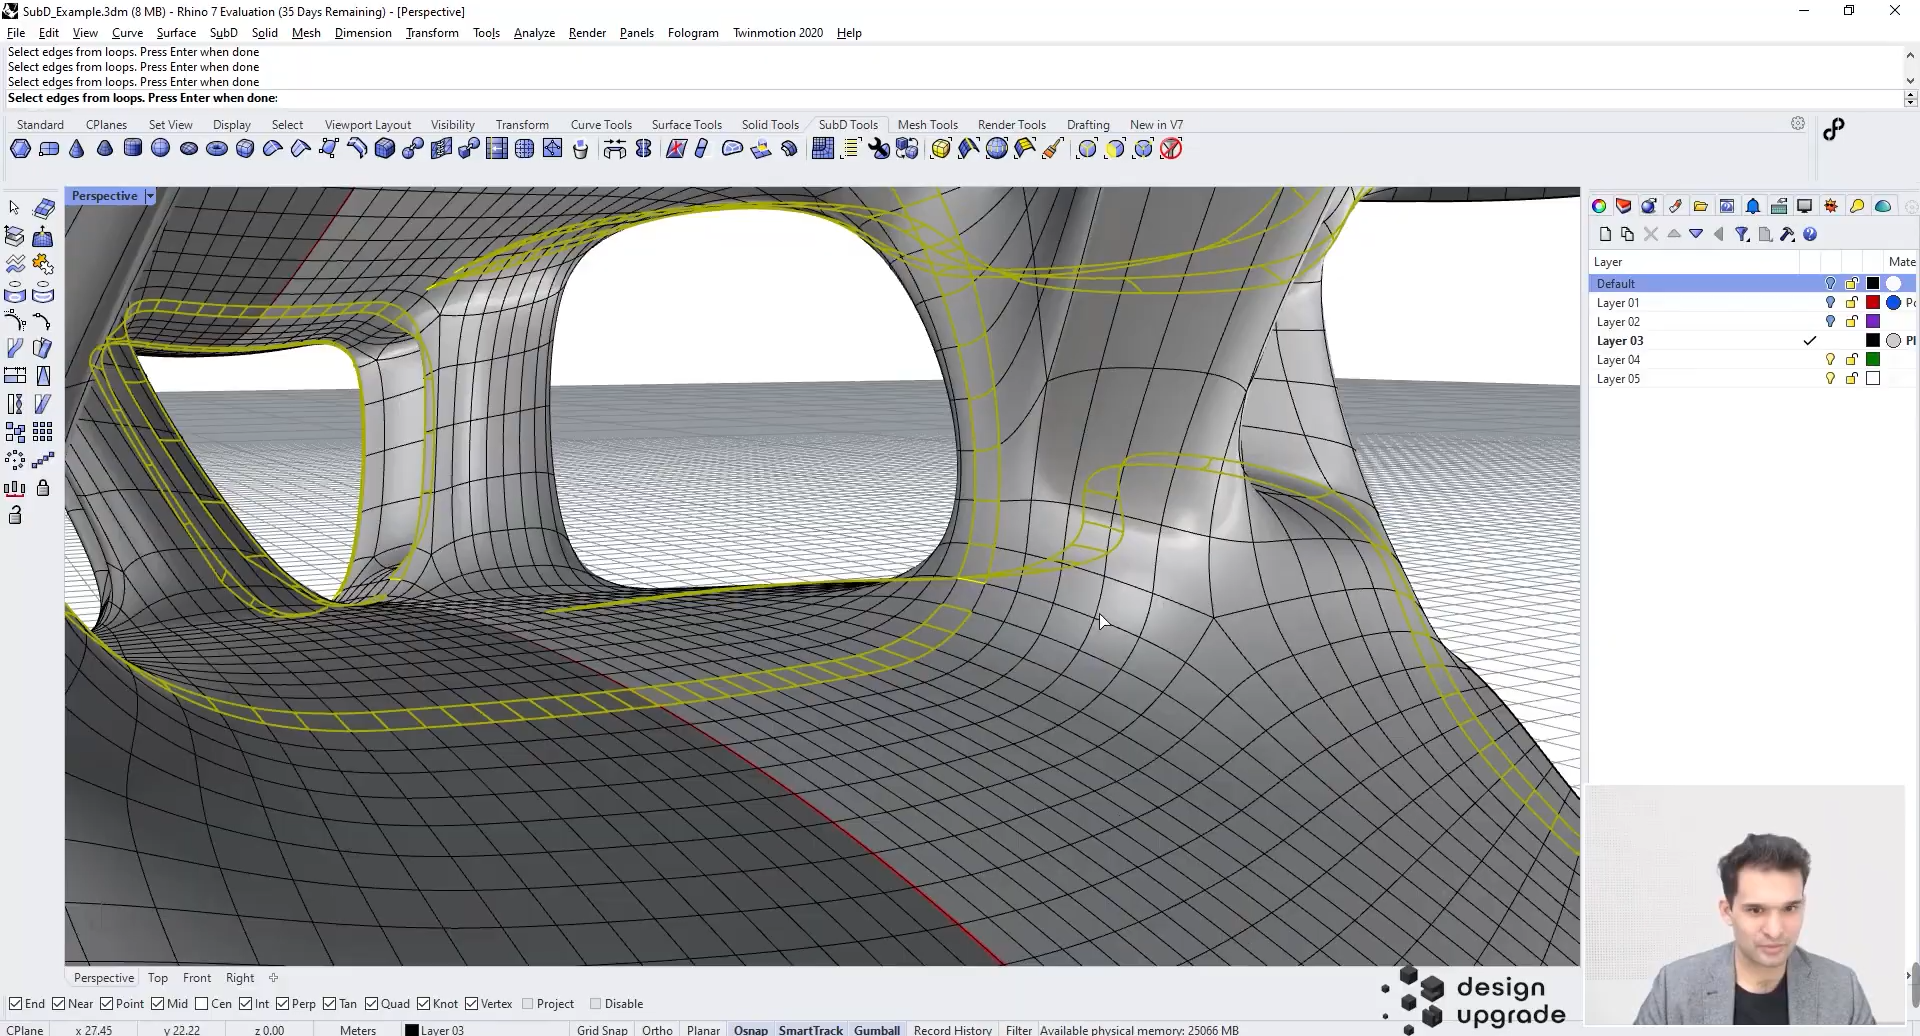 SubD_Example.3dm (8 MB) - Rhino 7 Evaluation (35 Days Remaining) - [Perspective]
File Edit View Curve Surface SubD Solid Mesh Dimension Transform Tools Analyze Render Panels Fologram Twinmotion 2020 Help
Select edges from loops. Press Enter when done
Select edges from loops. Press Enter when done
Select edges from loops. Press Enter when done
Select edges from loops. Press Enter when done:
Standard CPlanes Set View Display Select Viewport Layout Visibility Transform Curve Tools Surface Tools Solid Tools SubD Tools Mesh Tools Render Tools Drafting New in V7
Perspective
Layer Mate
Default
Layer 01 Po
Layer 02
Layer 03 Pl
Layer 04
Layer 05
Perspective Top Front Right
End Near Point Mid Cen Int Perp Tan Quad Knot Vertex Project Disable
design
upgrade
CPlane x 27.45 y 22.22 z 0.00 Meters Layer 03 Grid Snap Ortho Planar Osnap SmartTrack Gumball Record History Filter Available physical memory: 25066 MB